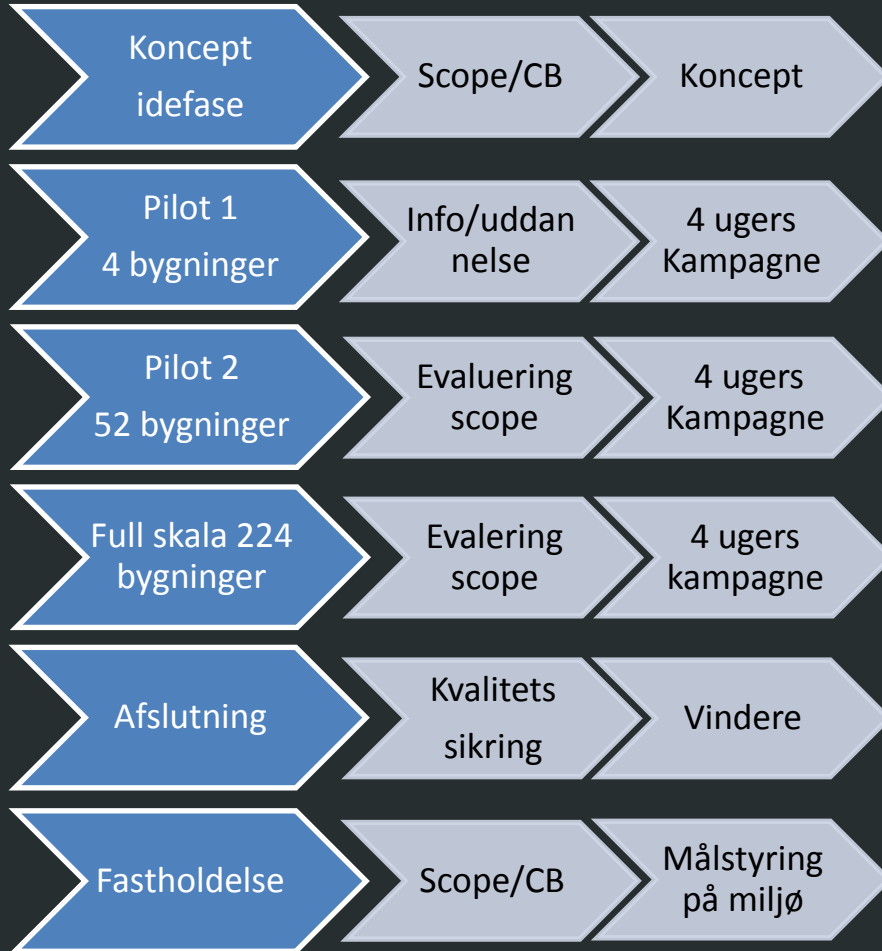 Koncept
idefase
Scope/CB
Koncept
Pilot 1
4 bygninger
Info/uddan
nelse
4 ugers
Kampagne
Pilot 2
52 bygninger
Evaluering
scope
4 ugers
Kampagne
Full skala 224
bygninger
Evalering
scope
4 ugers
kampagne
Afslutning
Kvalitets
sikring
Vindere
Fastholdelse
Scope/CB
Målstyring
på miljø